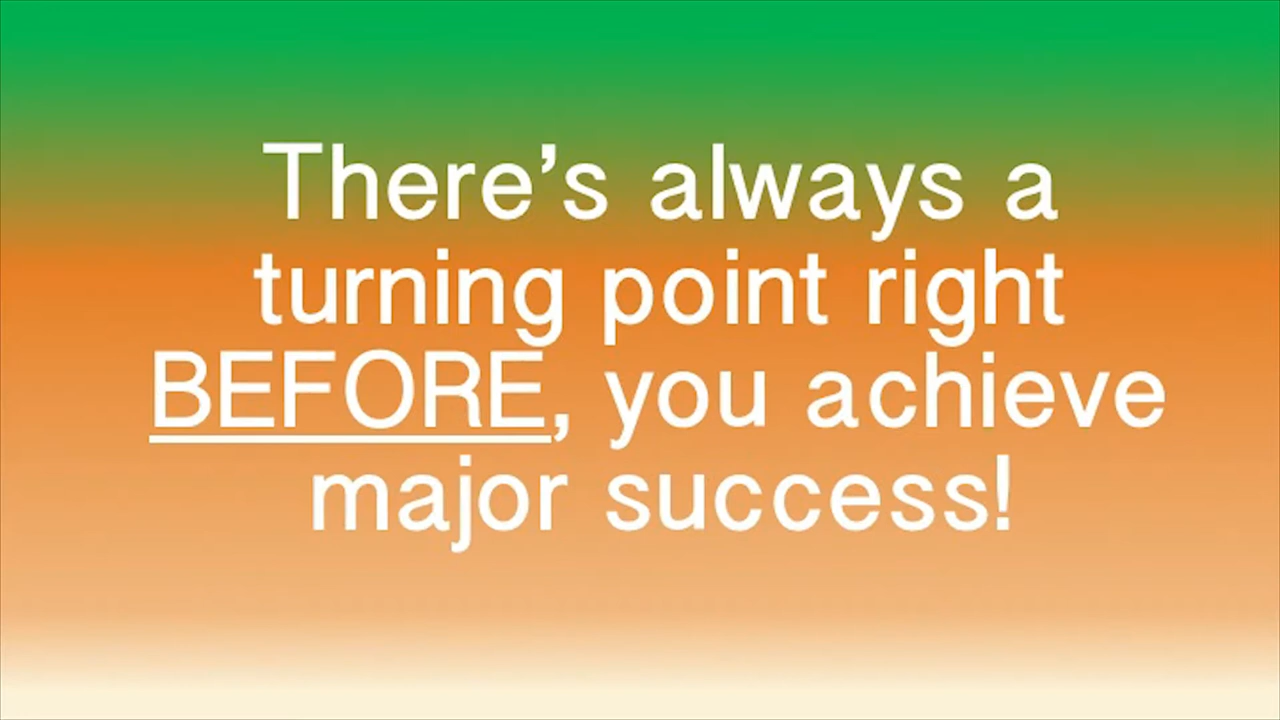 There’s always a
turning point right
BEFORE, you achieve
major success!